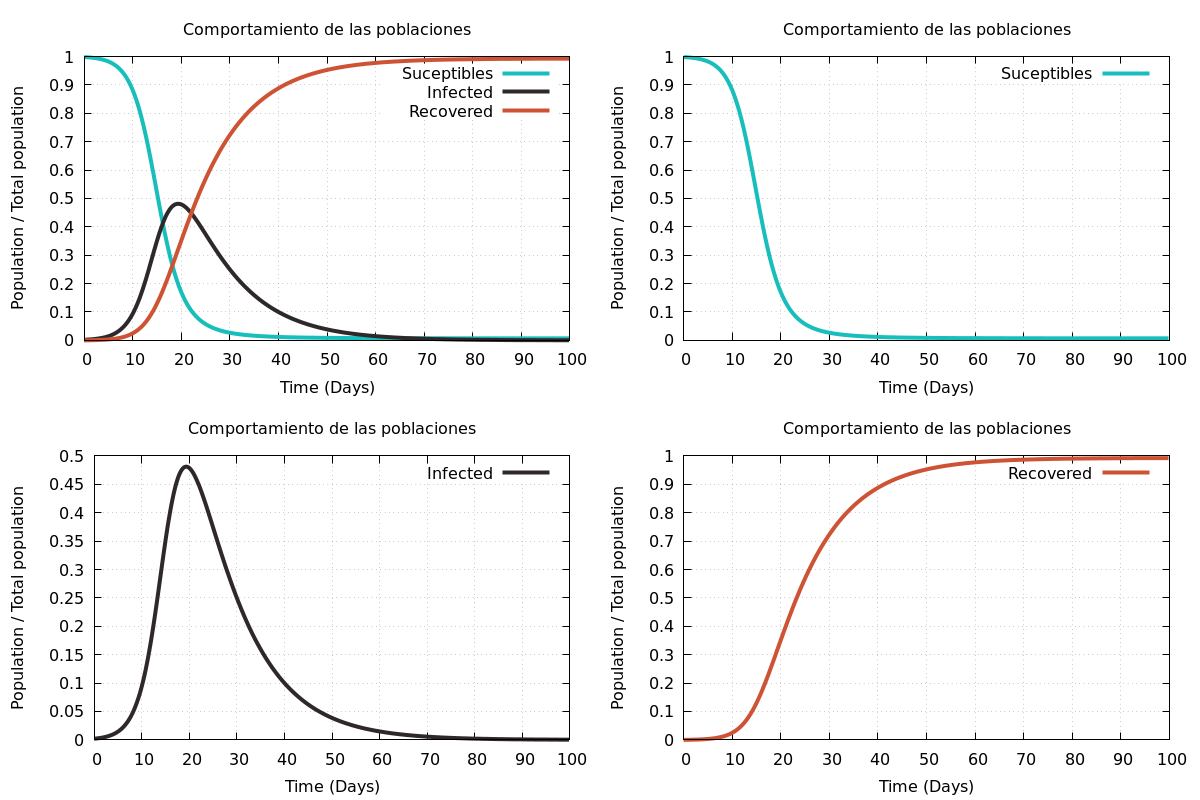 Comportamiento de las poblaciones
Population / Total population
1
0.9
0.8
0.7
0.6
0.5
0.4
0.3
0.2
0.1
0
Suceptibles
Infected
Recovered
0 10 20 30 40 50 60 70 80 90 100
Time (Days)
Comportamiento de las poblaciones
Population / Total population
1
0.9
0.8
0.7
0.6
0.5
0.4
0.3
0.2
0.1
0
Suceptibles
0 10 20 30 40 50 60 70 80 90 100
Time (Days)
Comportamiento de las poblaciones
Population / Total population
0.5
0.45
0.4
0.35
0.3
0.25
0.2
0.15
0.1
0.05
0
Infected
0 10 20 30 40 50 60 70 80 90 100
Time (Days)
Comportamiento de las poblaciones
Population / Total population
1
0.9
0.8
0.7
0.6
0.5
0.4
0.3
0.2
0.1
0
Recovered
0 10 20 30 40 50 60 70 80 90 100
Time (Days)